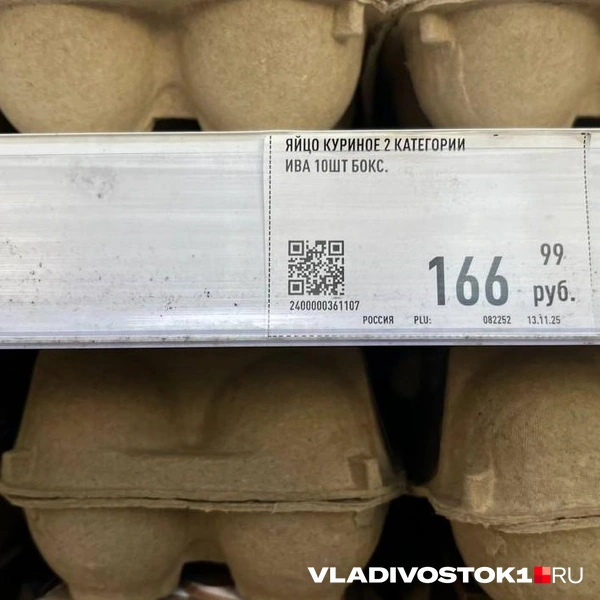 ЯЙЦО КУРИНОЕ 2 КАТЕГОРИИ
ИВА 10ШТ БОКС.
166 99 руб.
2400000361107
РОССИЯ PLU: 082252 13.11.25
VLADIVOSTOK1.RU